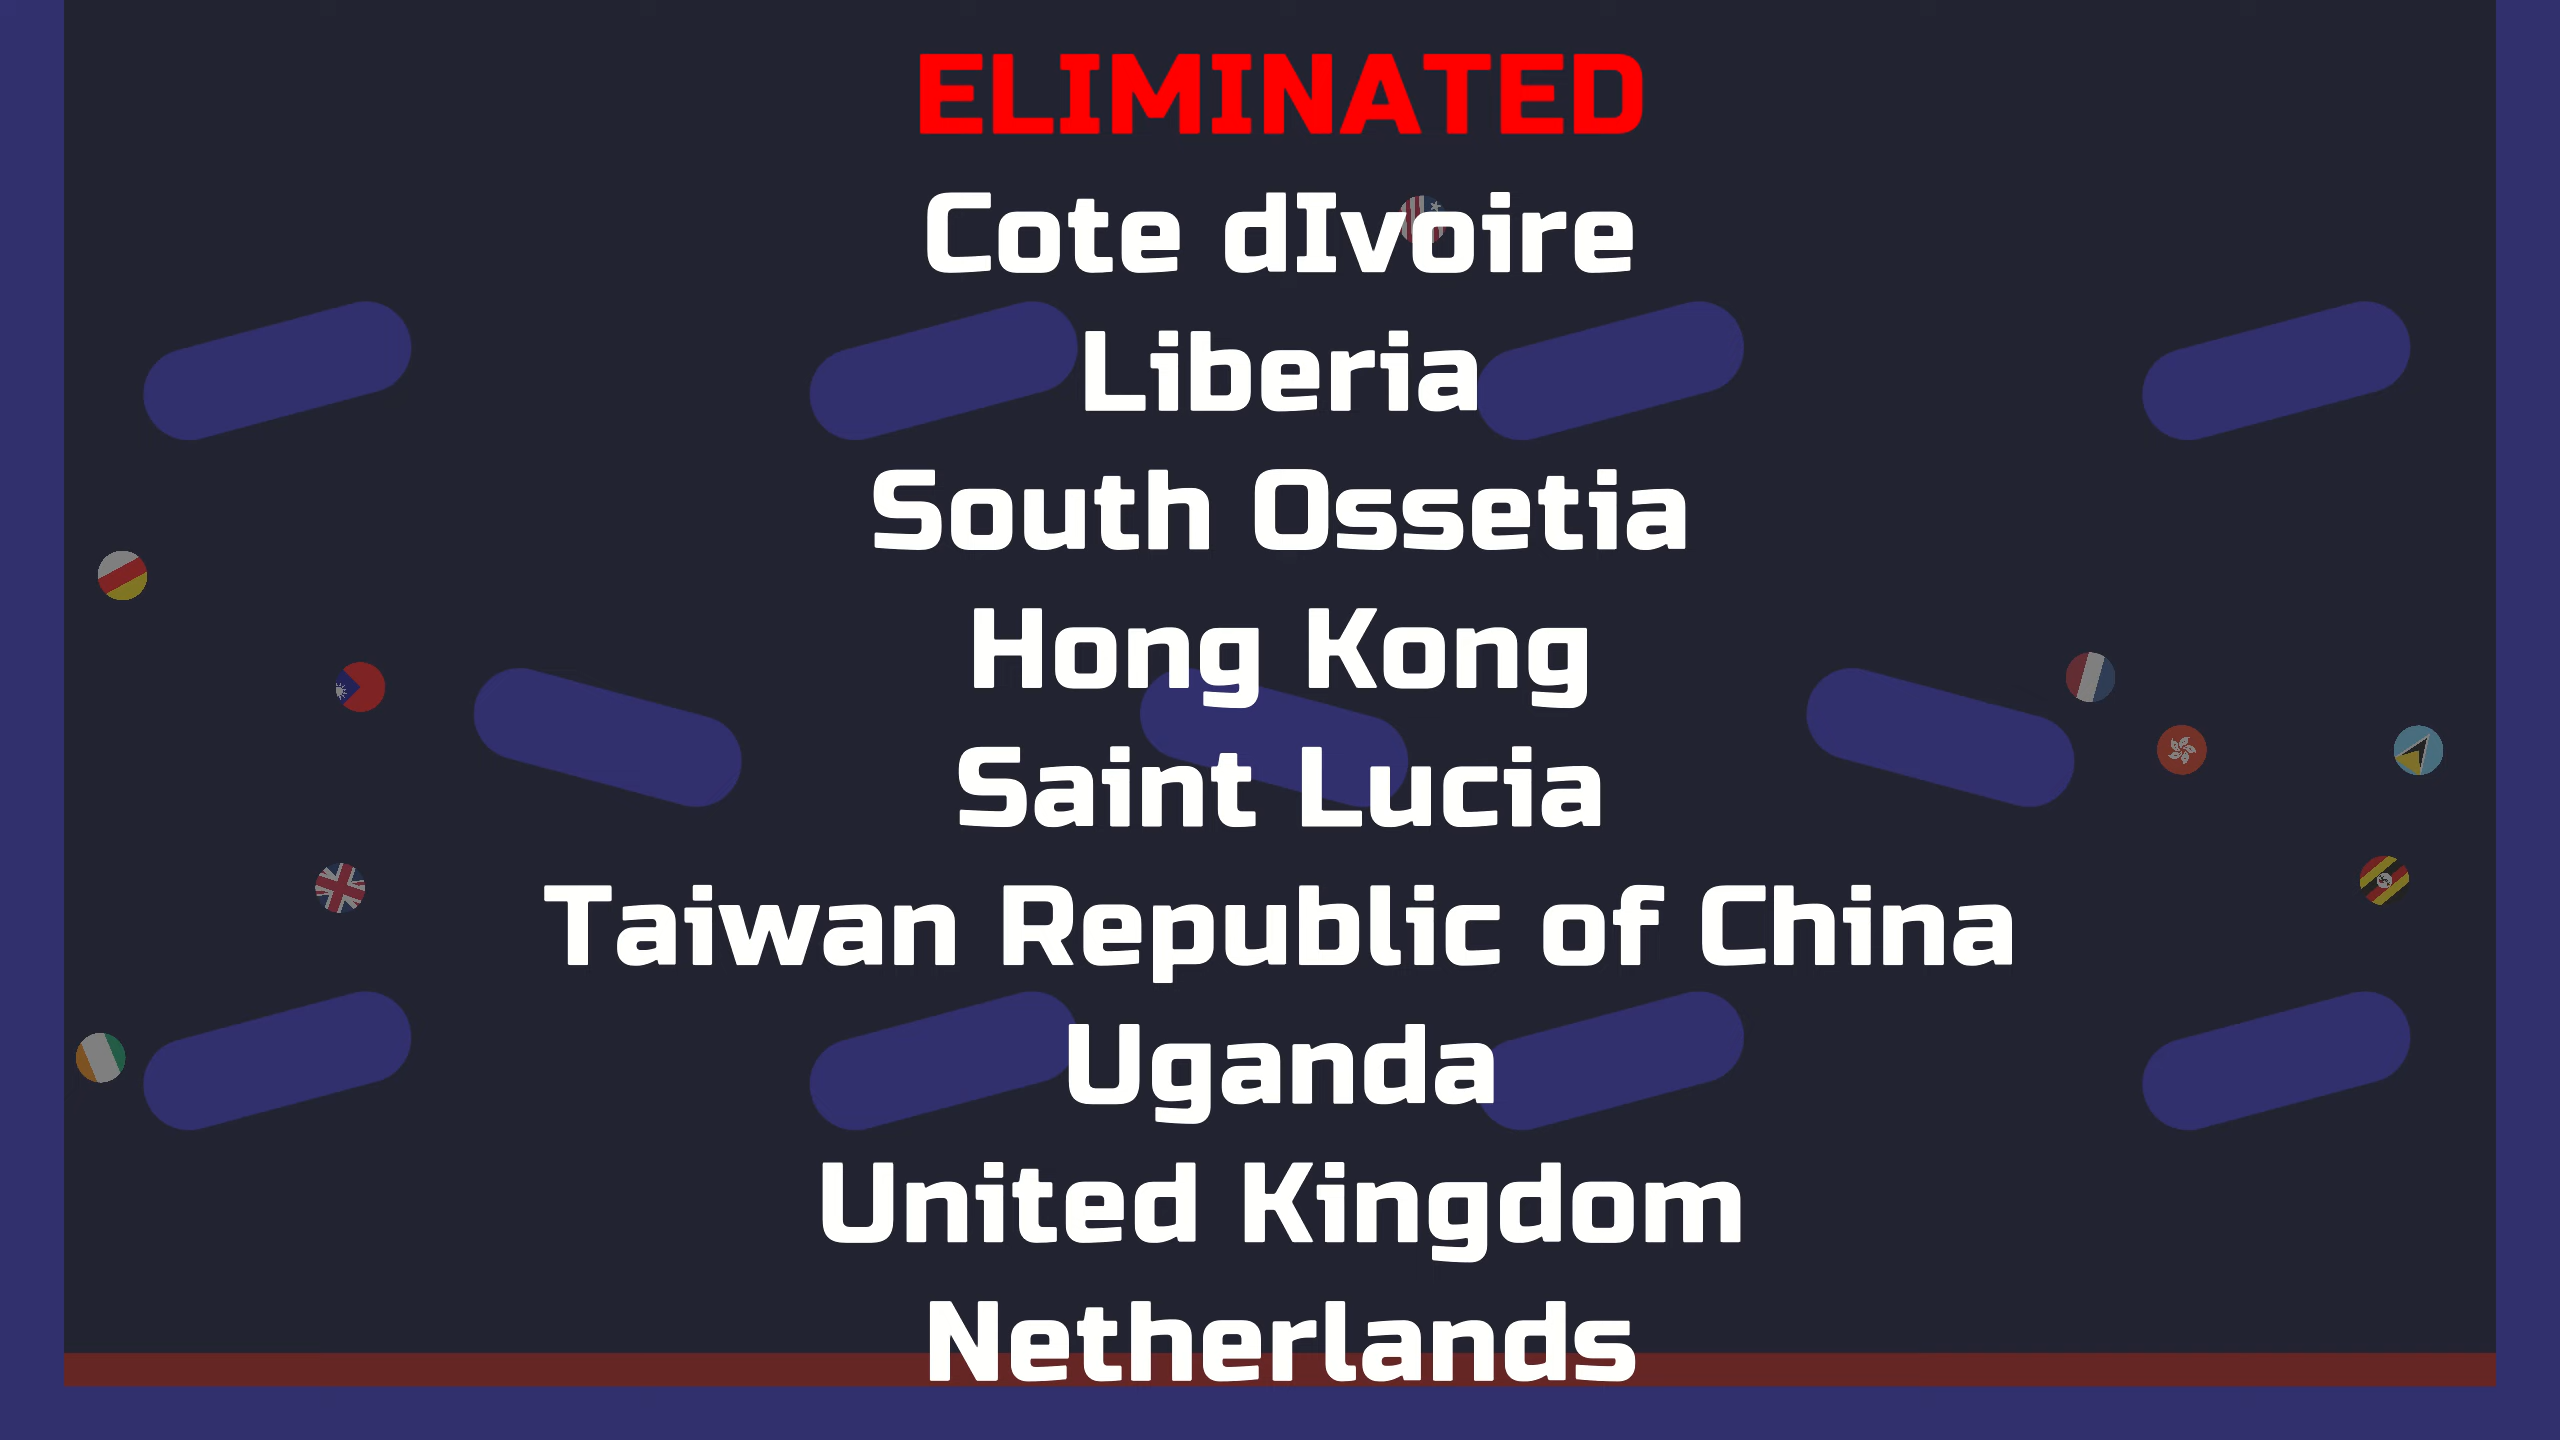 ELIMINATED
Cote dIvoire
Liberia
South Ossetia
Hong Kong
Saint Lucia
Taiwan Republic of China
Uganda
United Kingdom
Netherlands